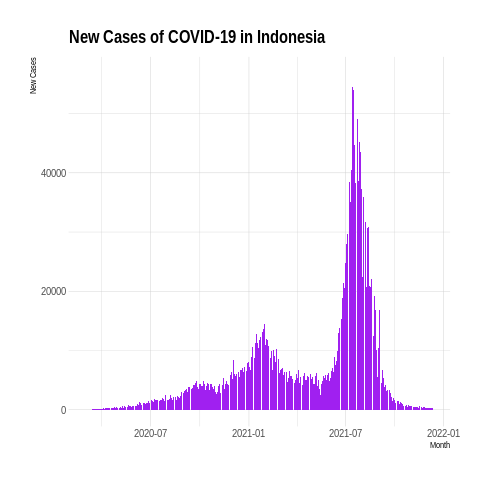 New Cases of COVID-19 in Indonesia
New Cases
40000
20000
0
2020-07 2021-01 2021-07 2022-01
Month